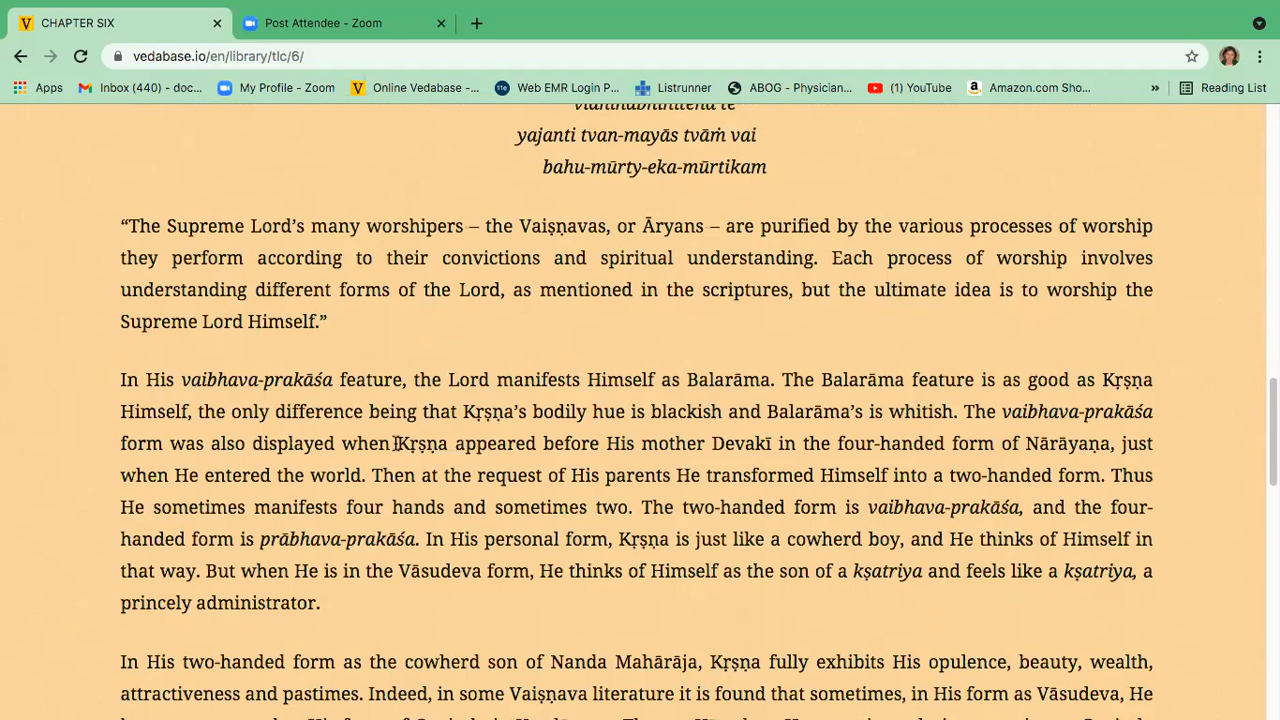 CHAPTER SIX
Post Attendee - Zoom
vedabase.io/en/library/tlc/6/
Apps Inbox (440) - doc... My Profile - Zoom Online Vedabase -... Web EMR Login P... Listrunner ABOG - Physician... (1) YouTube Amazon.com Sho... » Reading List
yajanti tvan-mayās tvāṁ vai
bahu-mūrty-eka-mūrtikam
“The Supreme Lord’s many worshipers – the Vaiṣṇavas, or Āryans – are purified by the various processes of worship
they perform according to their convictions and spiritual understanding. Each process of worship involves
understanding different forms of the Lord, as mentioned in the scriptures, but the ultimate idea is to worship the
Supreme Lord Himself.”
In His vaibhava-prakāśa feature, the Lord manifests Himself as Balarāma. The Balarāma feature is as good as Kṛṣṇa
Himself, the only difference being that Kṛṣṇa’s bodily hue is blackish and Balarāma’s is whitish. The vaibhava-prakāśa
form was also displayed when Kṛṣṇa appeared before His mother Devakī in the four-handed form of Nārāyaṇa, just
when He entered the world. Then at the request of His parents He transformed Himself into a two-handed form. Thus
He sometimes manifests four hands and sometimes two. The two-handed form is vaibhava-prakāśa, and the four-
handed form is prābhava-prakāśa. In His personal form, Kṛṣṇa is just like a cowherd boy, and He thinks of Himself in
that way. But when He is in the Vāsudeva form, He thinks of Himself as the son of a kṣatriya and feels like a kṣatriya, a
princely administrator.
In His two-handed form as the cowherd son of Nanda Mahārāja, Kṛṣṇa fully exhibits His opulence, beauty, wealth,
attractiveness and pastimes. Indeed, in some Vaiṣṇava literature it is found that sometimes, in His form as Vāsudeva, He